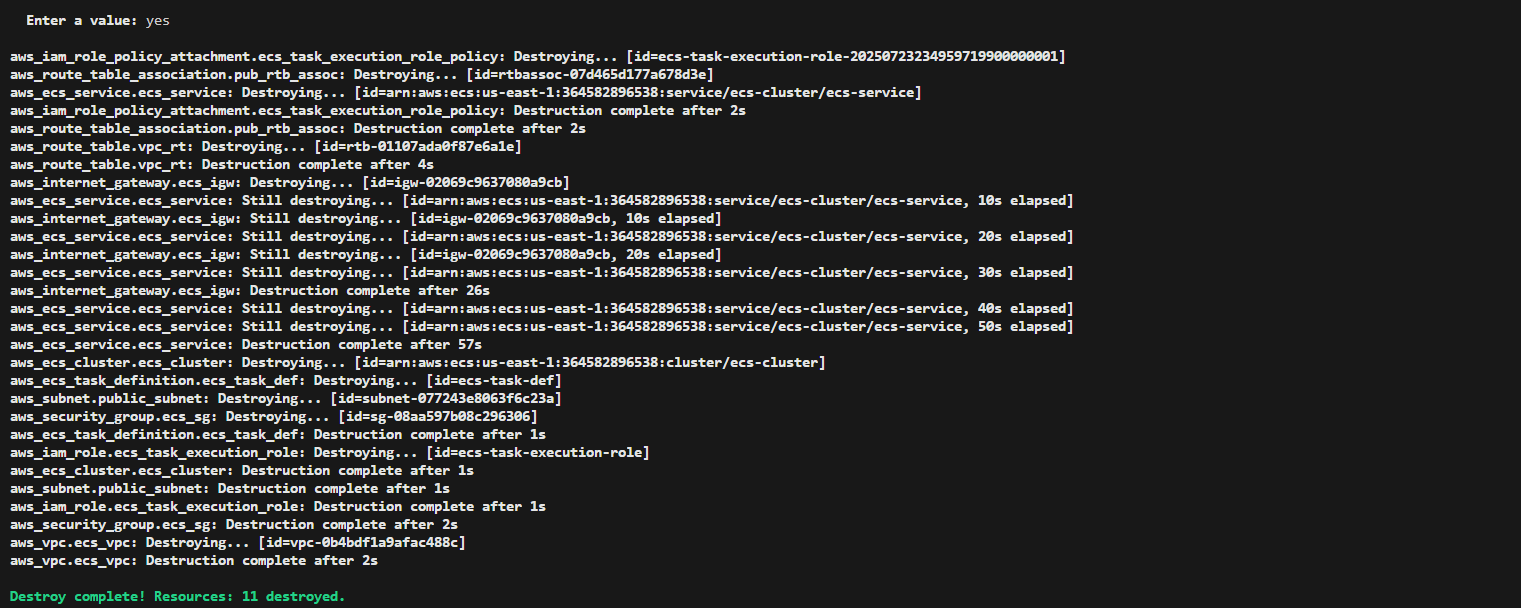 Enter a value: yes
aws_iam_role_policy_attachment.ecs_task_execution_role_policy: Destroying... [id=ecs-task-execution-role-20250723234959719900000001]
aws_route_table_association.pub_rtb_assoc: Destroying... [id=rtbassoc-07d465d177a678d3e]
aws_ecs_service.ecs_service: Destroying... [id=arn:aws:ecs:us-east-1:364582896538:service/ecs-cluster/ecs-service]
aws_iam_role_policy_attachment.ecs_task_execution_role_policy: Destruction complete after 2s
aws_route_table_association.pub_rtb_assoc: Destruction complete after 2s
aws_route_table.vpc_rt: Destroying... [id=rtb-01107ada0f87e6a1e]
aws_route_table.vpc_rt: Destruction complete after 4s
aws_internet_gateway.ecs_igw: Destroying... [id=igw-02069c9637080a9cb]
aws_ecs_service.ecs_service: Still destroying... [id=arn:aws:ecs:us-east-1:364582896538:service/ecs-cluster/ecs-service, 10s elapsed]
aws_internet_gateway.ecs_igw: Still destroying... [id=igw-02069c9637080a9cb, 10s elapsed]
aws_ecs_service.ecs_service: Still destroying... [id=arn:aws:ecs:us-east-1:364582896538:service/ecs-cluster/ecs-service, 20s elapsed]
aws_internet_gateway.ecs_igw: Still destroying... [id=igw-02069c9637080a9cb, 20s elapsed]
aws_ecs_service.ecs_service: Still destroying... [id=arn:aws:ecs:us-east-1:364582896538:service/ecs-cluster/ecs-service, 30s elapsed]
aws_internet_gateway.ecs_igw: Destruction complete after 26s
aws_ecs_service.ecs_service: Still destroying... [id=arn:aws:ecs:us-east-1:364582896538:service/ecs-cluster/ecs-service, 40s elapsed]
aws_ecs_service.ecs_service: Still destroying... [id=arn:aws:ecs:us-east-1:364582896538:service/ecs-cluster/ecs-service, 50s elapsed]
aws_ecs_service.ecs_service: Destruction complete after 57s
aws_ecs_cluster.ecs_cluster: Destroying... [id=arn:aws:ecs:us-east-1:364582896538:cluster/ecs-cluster]
aws_ecs_task_definition.ecs_task_def: Destroying... [id=ecs-task-def]
aws_subnet.public_subnet: Destroying... [id=subnet-077243e8063f6c23a]
aws_security_group.ecs_sg: Destroying... [id=sg-08aa597b08c296306]
aws_ecs_task_definition.ecs_task_def: Destruction complete after 1s
aws_iam_role.ecs_task_execution_role: Destroying... [id=ecs-task-execution-role]
aws_ecs_cluster.ecs_cluster: Destruction complete after 1s
aws_subnet.public_subnet: Destruction complete after 1s
aws_iam_role.ecs_task_execution_role: Destruction complete after 1s
aws_security_group.ecs_sg: Destruction complete after 2s
aws_vpc.ecs_vpc: Destroying... [id=vpc-0b4bdf1a9afac488c]
aws_vpc.ecs_vpc: Destruction complete after 2s
Destroy complete! Resources: 11 destroyed.